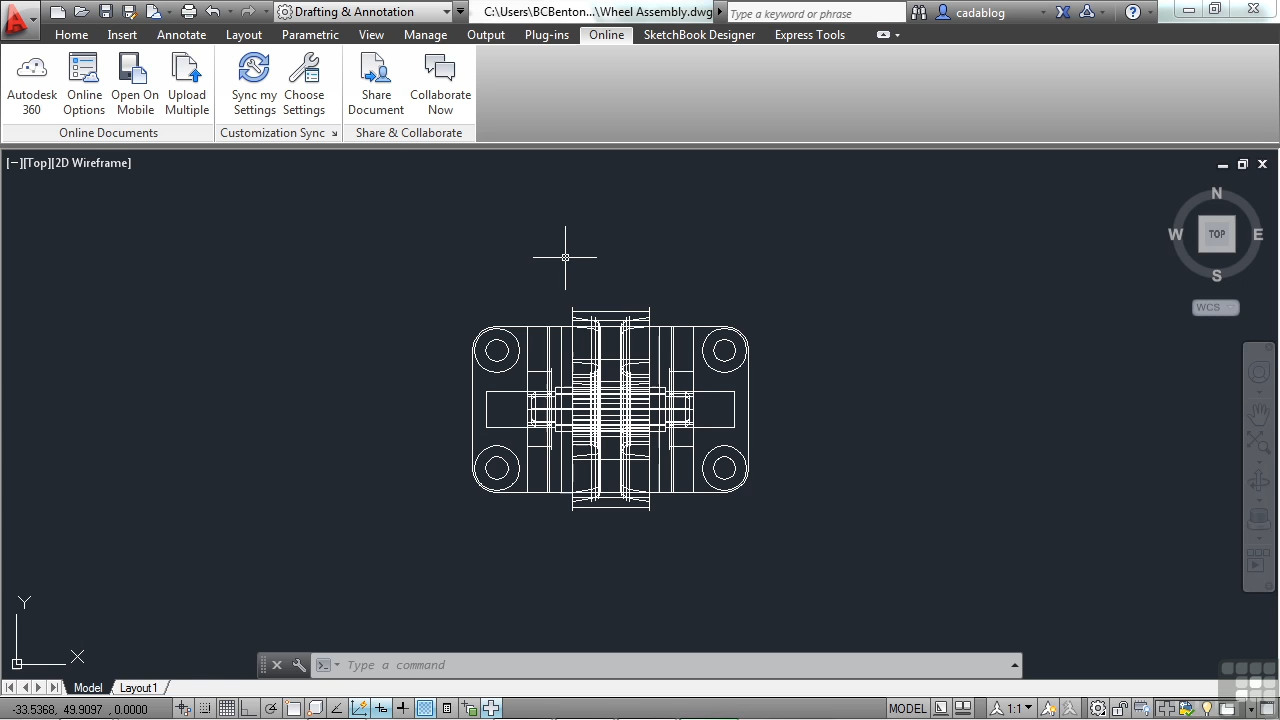 Drafting & Annotation
C:\Users\BCBenton...\Wheel Assembly.dwg
Type a keyword or phrase
cadablog
Home Insert Annotate Layout Parametric View Manage Output Plug-ins Online SketchBook Designer Express Tools
Autodesk 360
Online Options
Open On Mobile
Upload Multiple
Sync my Settings
Choose Settings
Share Document
Collaborate Now
Online Documents
Customization Sync
Share & Collaborate
[−][Top][2D Wireframe]
N
W
TOP
E
S
WCS
Y
X
Type a command
Model Layout1
-33.5368, 49.9097 , 0.0000
MODEL
1:1